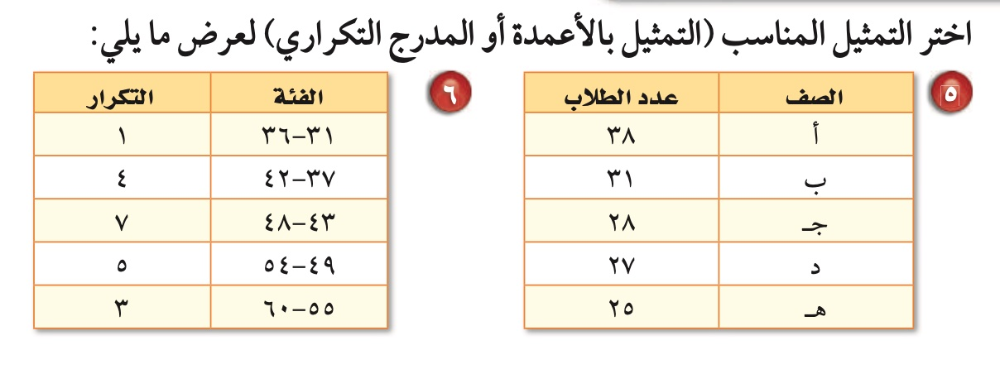 اختر التمثيل المناسب (التمثيل بالأعمدة أو المدرج التكراري) لعرض ما يلي:
٥
الصف عدد الطلاب
أ ٣٨
ب ٣١
جـ ٢٨
د ٢٧
هـ ٢٥
٦
الفئة التكرار
٣١–٣٦ ١
٣٧–٤٢ ٤
٤٣–٤٨ ٧
٤٩–٥٤ ٥
٥٥–٦٠ ٣